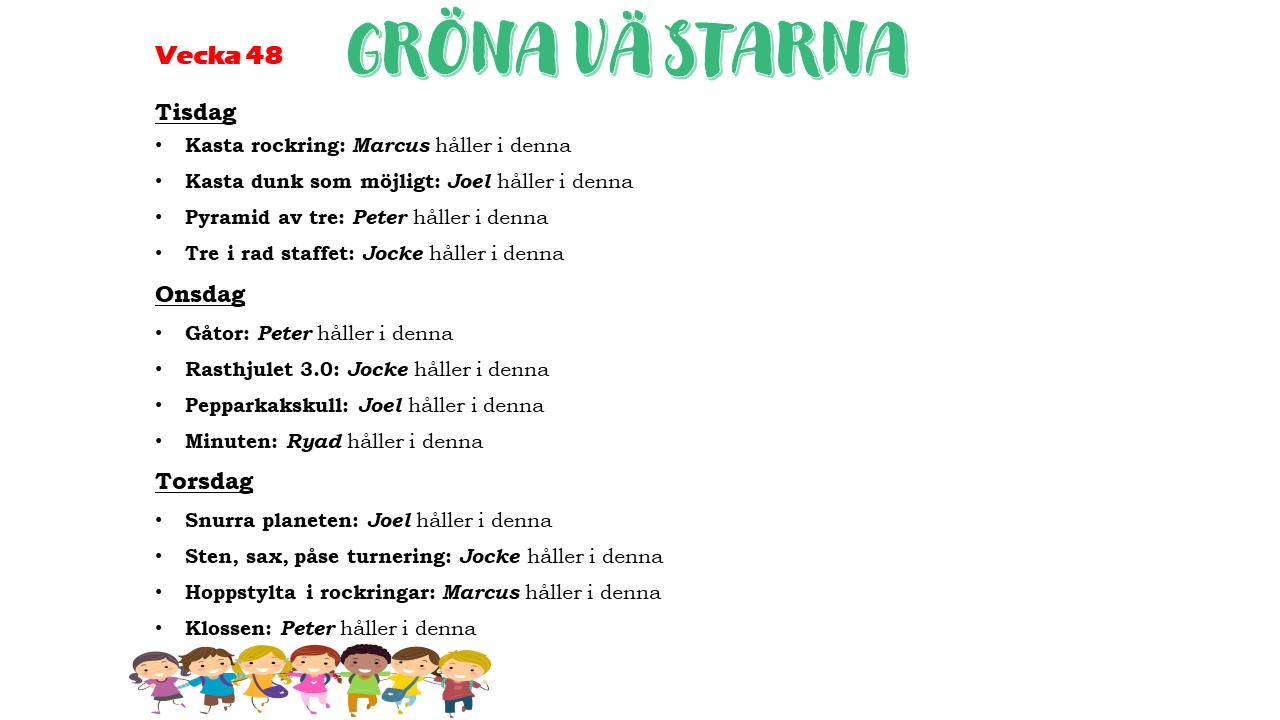 Vecka 48
GRÖNA VÄSTARNA
Tisdag
• Kasta rockring: Marcus håller i denna
• Kasta dunk som möjligt: Joel håller i denna
• Pyramid av tre: Peter håller i denna
• Tre i rad staffet: Jocke håller i denna
Onsdag
• Gåtor: Peter håller i denna
• Rasthjulet 3.0: Jocke håller i denna
• Pepparkakskull: Joel håller i denna
• Minuten: Ryad håller i denna
Torsdag
• Snurra planeten: Joel håller i denna
• Sten, sax, påse turnering: Jocke håller i denna
• Hoppstylta i rockringar: Marcus håller i denna
• Klossen: Peter håller i denna